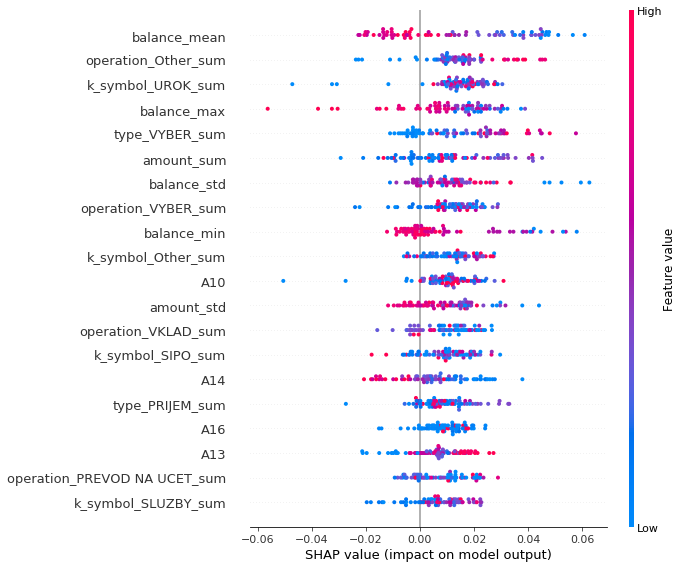 High
balance_mean
operation_Other_sum
k_symbol_UROK_sum
balance_max
type_VYBER_sum
amount_sum
balance_std
operation_VYBER_sum
balance_min
k_symbol_Other_sum
A10
amount_std
operation_VKLAD_sum
k_symbol_SIPO_sum
A14
type_PRIJEM_sum
A16
A13
operation_PREVOD NA UCET_sum
k_symbol_SLUZBY_sum
Feature value
Low
−0.06 −0.04 −0.02 0.00 0.02 0.04 0.06
SHAP value (impact on model output)